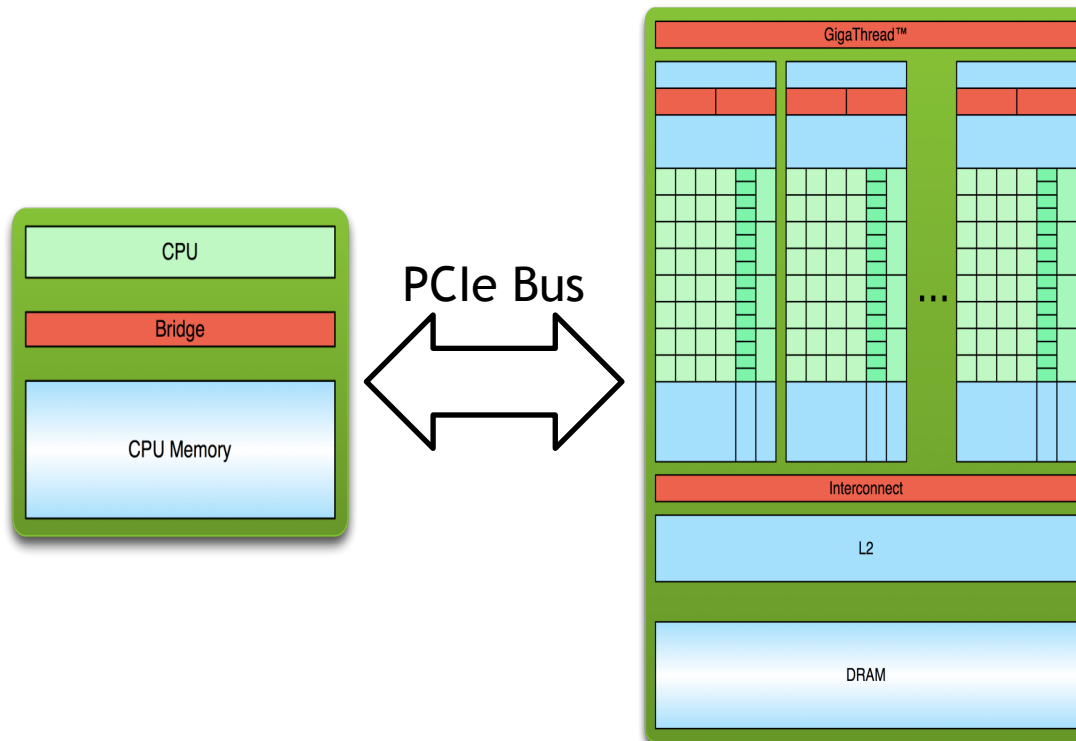 GigaThread™
CPU
PCIe Bus
...
Bridge
CPU Memory
Interconnect
L2
DRAM